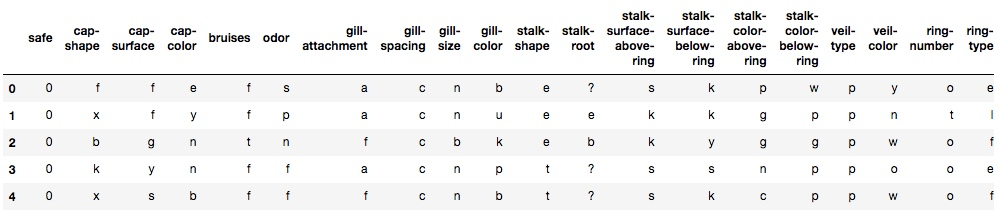 safe cap-shape cap-surface cap-color bruises odor gill-attachment gill-spacing gill-size gill-color stalk-shape stalk-root stalk-surface-above-ring stalk-surface-below-ring stalk-color-above-ring stalk-color-below-ring veil-type veil-color ring-number ring-type
0 0 f f e f s a c n b e ? s k p w p y o e
1 0 x f y f p a c n u e e k k g p p n t l
2 0 b g n t n f c b k e b k y g g p w o f
3 0 k y n f f a c n p t ? s s n p p o o e
4 0 x s b f f f c n b t ? s k c p p w o f